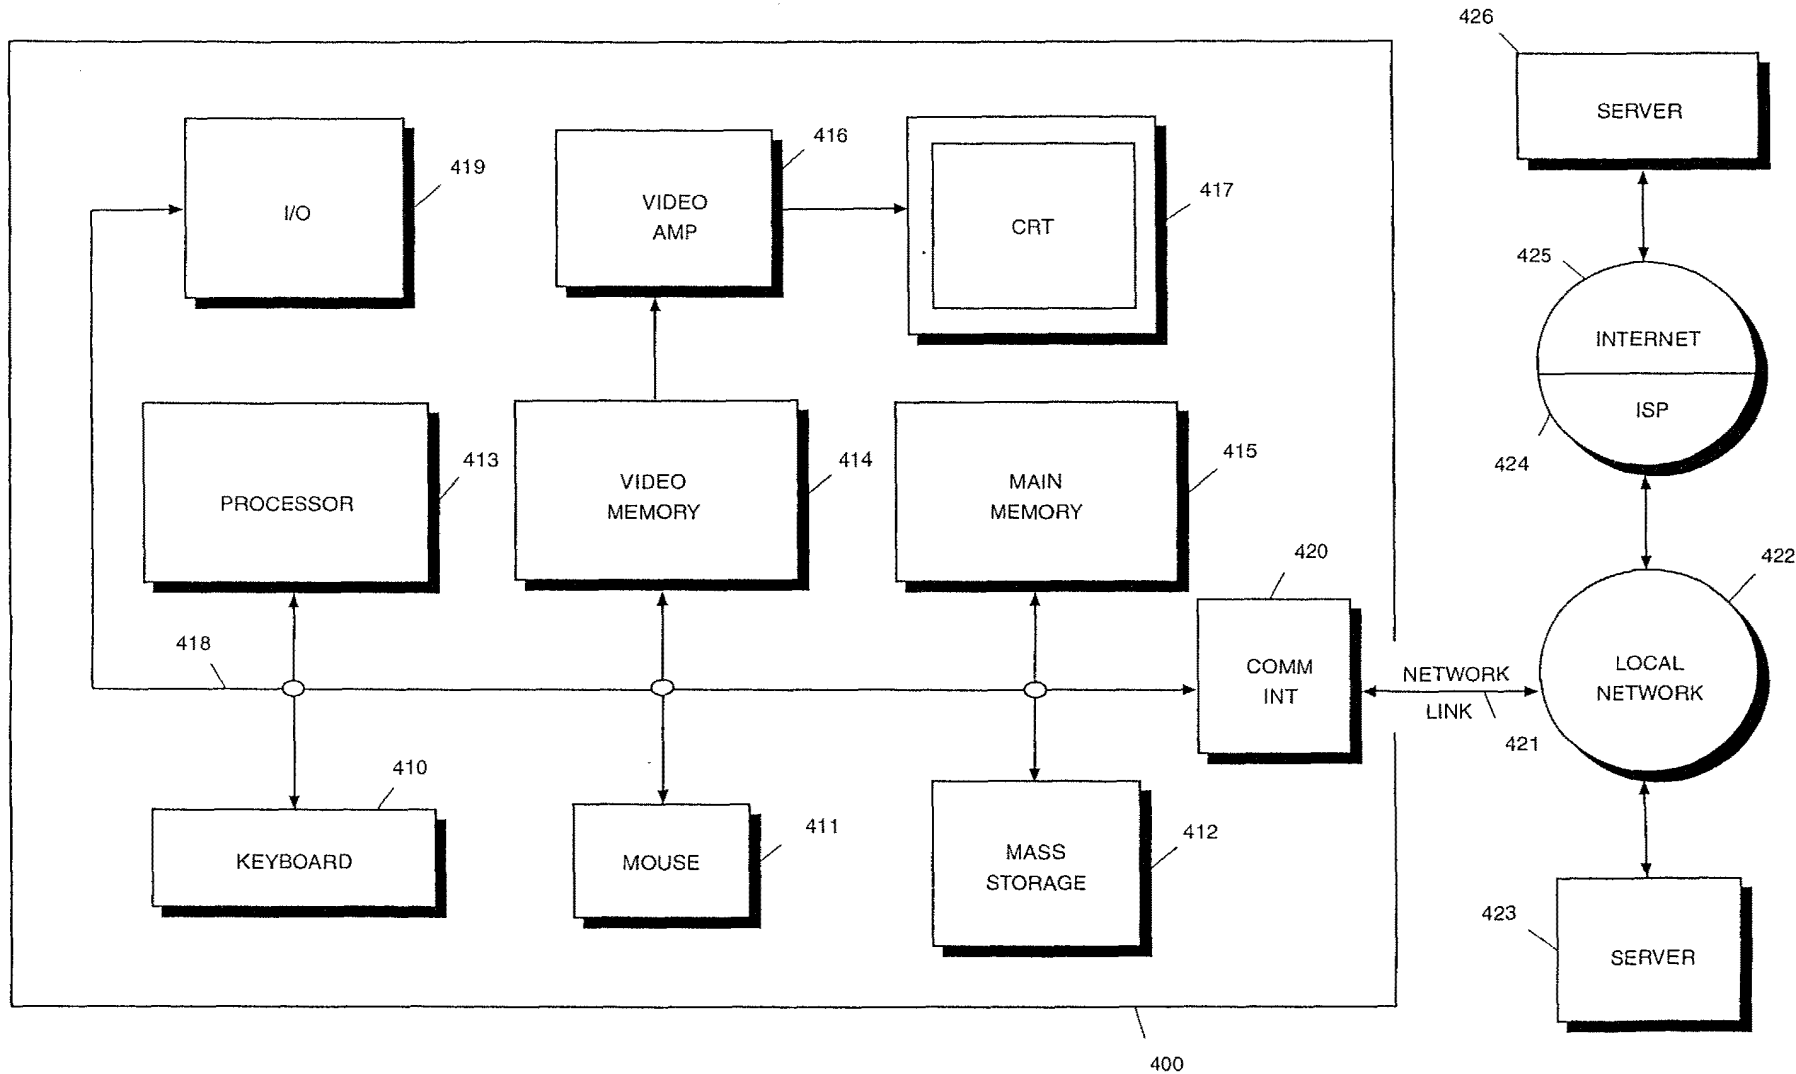 426
SERVER
416
419
417
I/O
VIDEO
AMP
CRT
425
INTERNET
ISP
424
413
414
415
PROCESSOR
VIDEO
MEMORY
MAIN
MEMORY
420
422
418
COMM
INT
NETWORK
LINK
421
LOCAL
NETWORK
410
411
412
KEYBOARD
MOUSE
MASS
STORAGE
423
SERVER
400